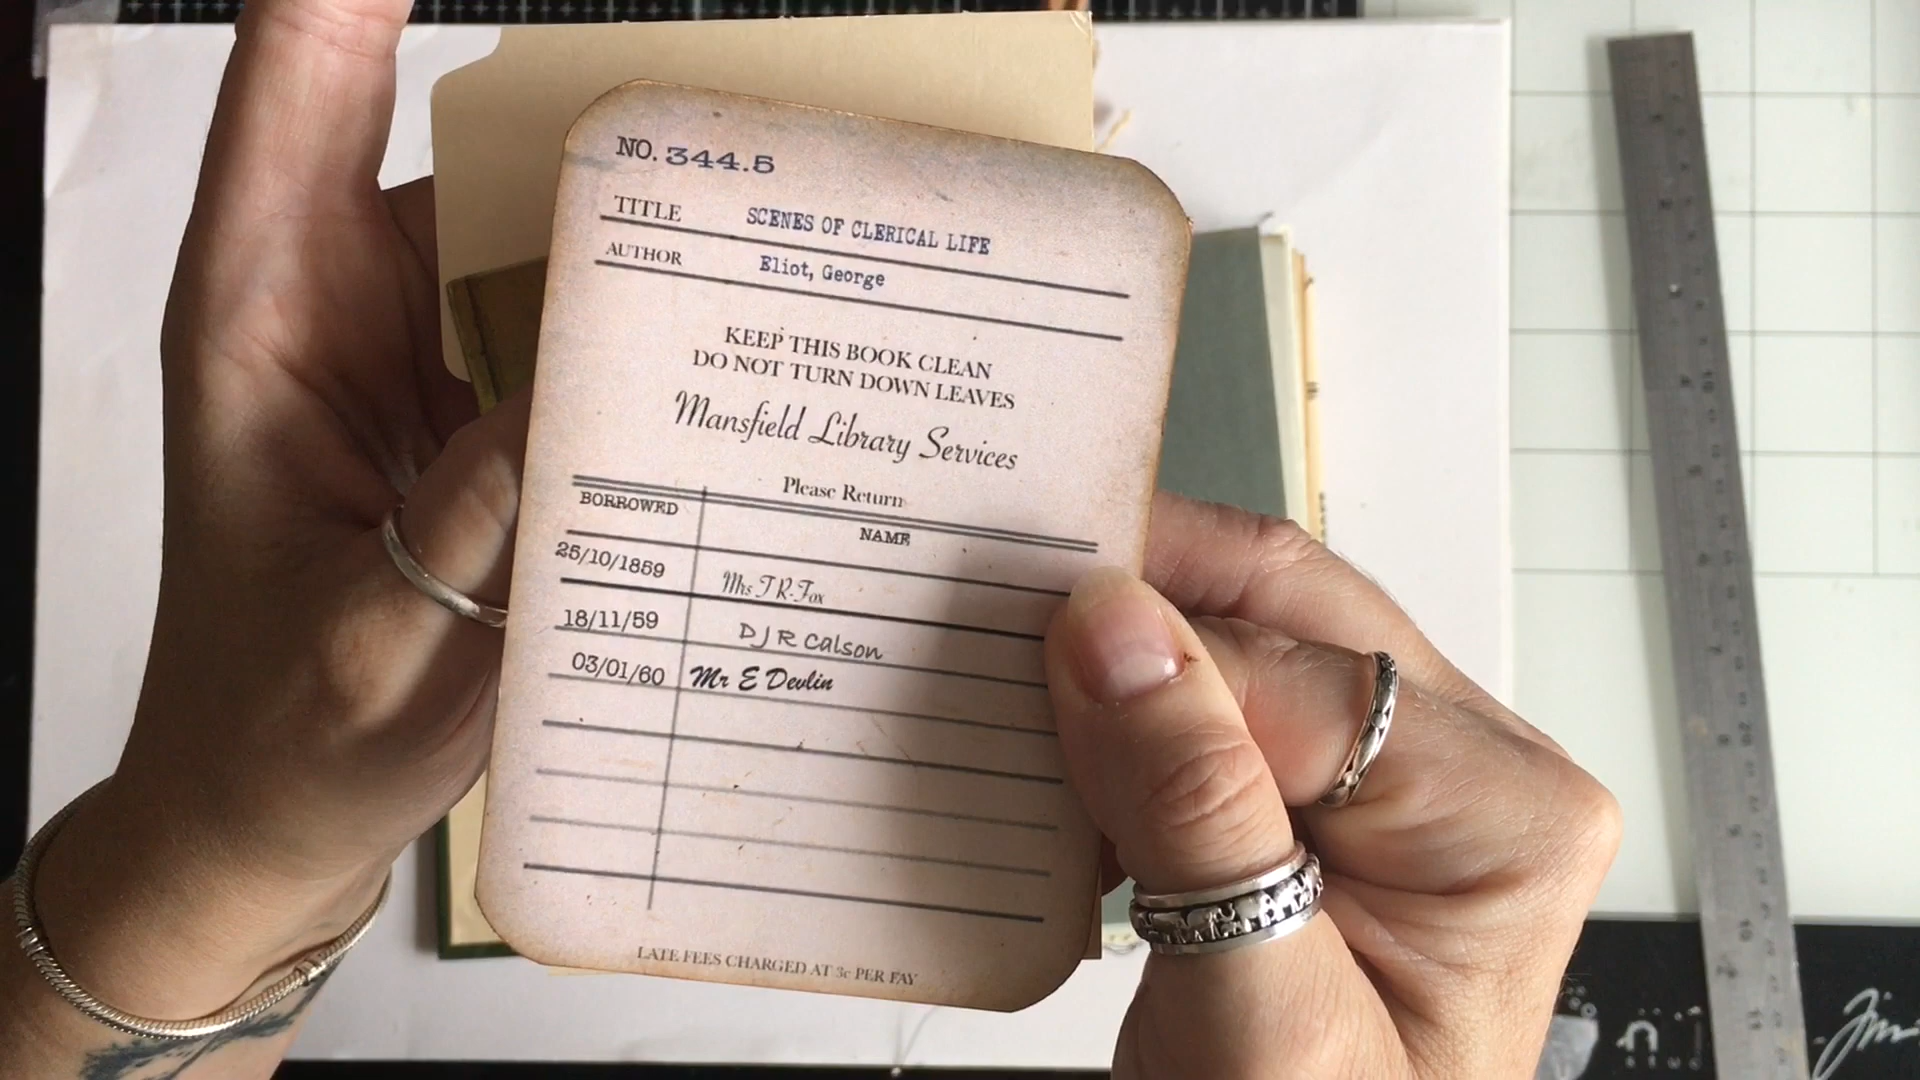 NO. 344.5
TITLE SCENES OF CLERICAL LIFE
AUTHOR Eliot, George
KEEP THIS BOOK CLEAN
DO NOT TURN DOWN LEAVES
Mansfield Library Services
Please Return
BORROWED NAME
25/10/1859 Mrs T R Fox
18/11/59 D J R Calson
03/01/60 Mr E Devlin
LATE FEES CHARGED AT 3c PER FAY
Tim